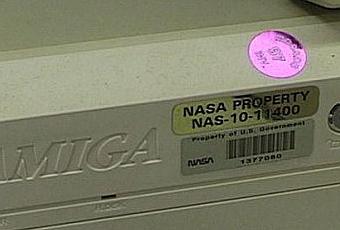 NASA PROPERTY
NAS-10-11400
Property of U.S. Government
NASA
1377080
AMIGA